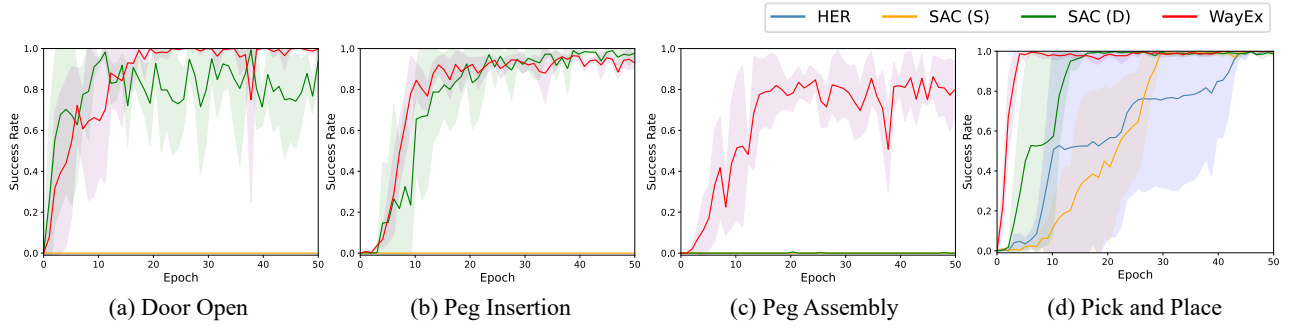 HER SAC (S) SAC (D) WayEx
1.0 0.8 0.6 0.4 0.2 0.0
Success Rate
0 10 20 30 40 50
Epoch
(a) Door Open
1.0 0.8 0.6 0.4 0.2 0.0
Success Rate
0 10 20 30 40 50
Epoch
(b) Peg Insertion
1.0 0.8 0.6 0.4 0.2 0.0
Success Rate
0 10 20 30 40 50
Epoch
(c) Peg Assembly
1.0 0.8 0.6 0.4 0.2 0.0
Success Rate
0 10 20 30 40 50
Epoch
(d) Pick and Place